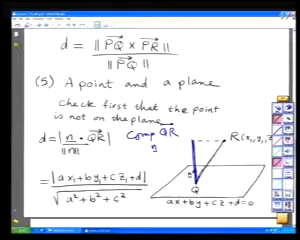 d = ‖PQ × PR‖ / ‖PQ‖
(5) A point and a plane
Check first that the point
is not on the plane
d = |n · QR| / ‖n‖ Comp QR n
= |ax₁ + by₁ + cz₁ + d| / √a² + b² + c²
R(x₁, y₁, z
n
Q
ax+by+cz+d=0